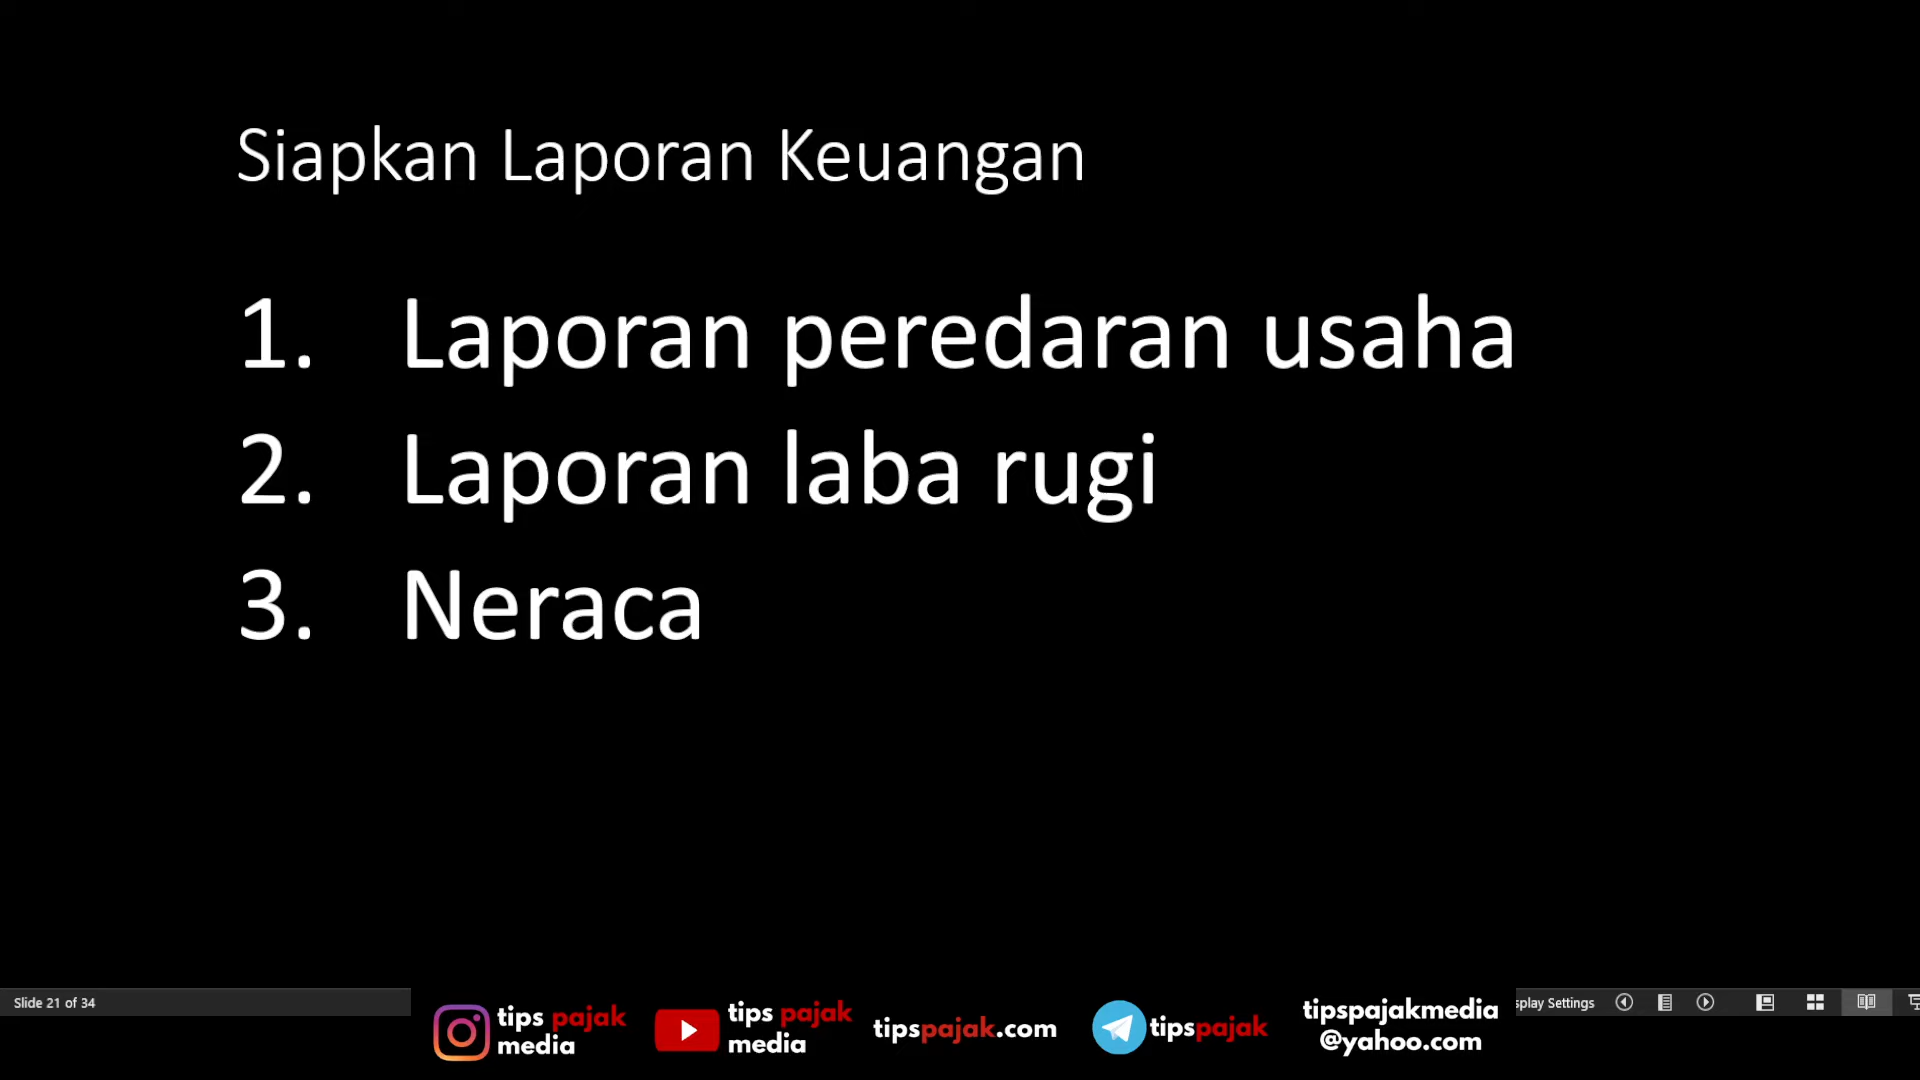 Siapkan Laporan Keuangan
1. Laporan peredaran usaha
2. Laporan laba rugi
3. Neraca
Slide 21 of 34
tips pajak
media
tips pajak
media
tipspajak.com
tipspajak
tipspajakmedia
@yahoo.com
splay Settings